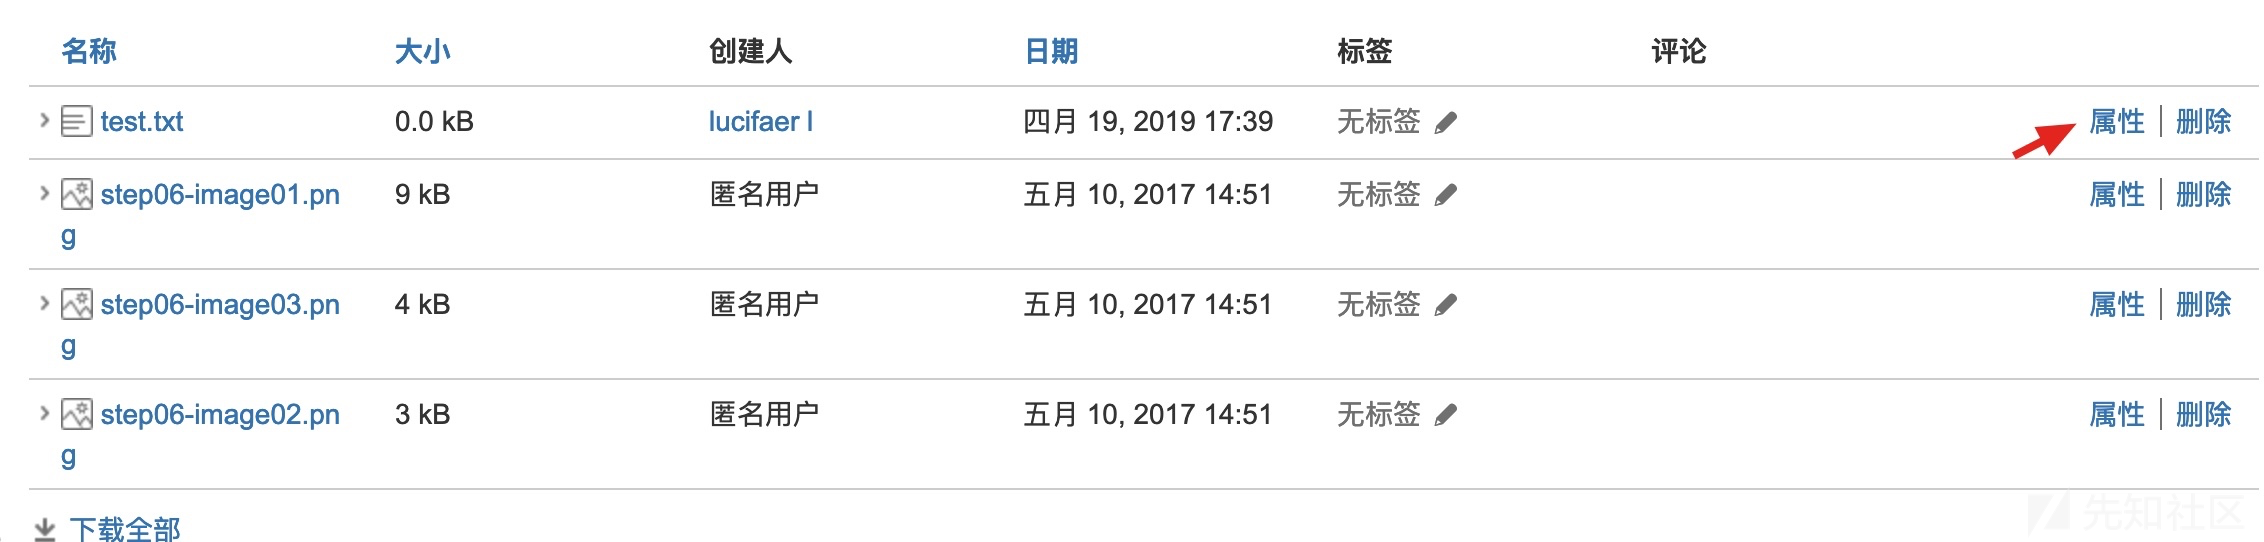 名称 大小 创建人 日期 标签 评论
test.txt 0.0 kB lucifaer l 四月 19, 2019 17:39 无标签 属性 | 删除
step06-image01.pn 9 kB 匿名用户 五月 10, 2017 14:51 无标签 属性 | 删除
g
step06-image03.pn 4 kB 匿名用户 五月 10, 2017 14:51 无标签 属性 | 删除
g
step06-image02.pn 3 kB 匿名用户 五月 10, 2017 14:51 无标签 属性 | 删除
g
下载全部
先知社区